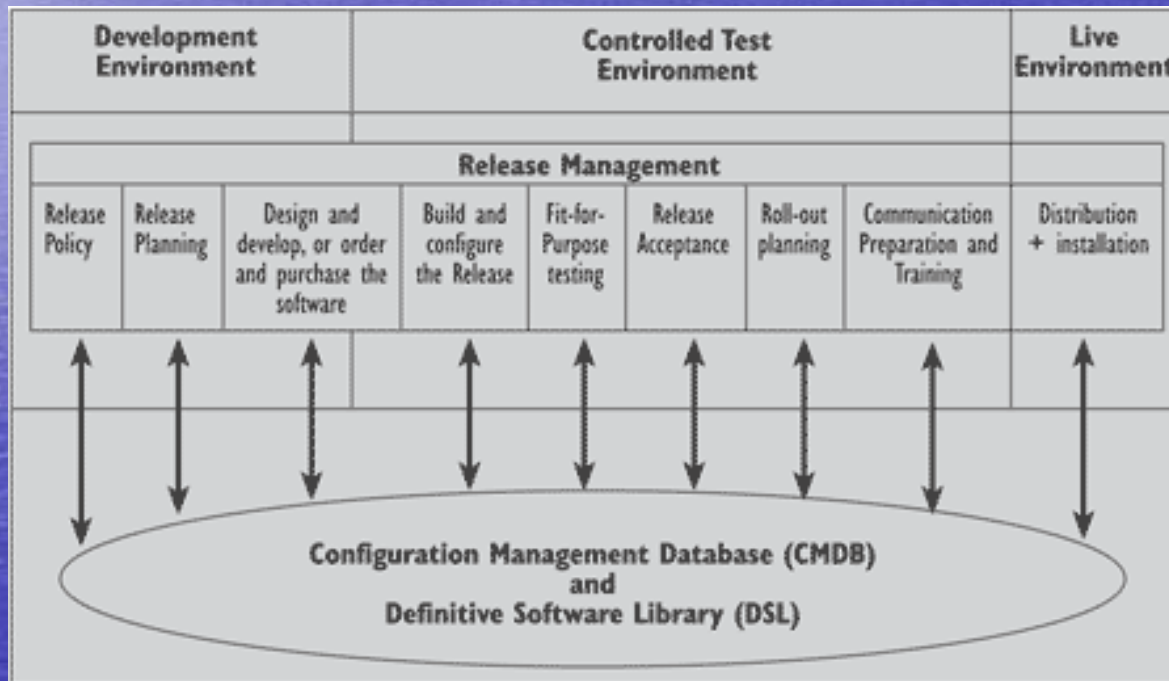 Development
Environment
Controlled Test
Environment
Live
Environment
Release Management
Release
Policy
Release
Planning
Design and
develop, or order
and purchase the
software
Build and
configure
the Release
Fit-for-
Purpose
testing
Release
Acceptance
Roll-out
planning
Communication
Preparation and
Training
Distribution
+ installation
Configuration Management Database (CMDB)
and
Definitive Software Library (DSL)